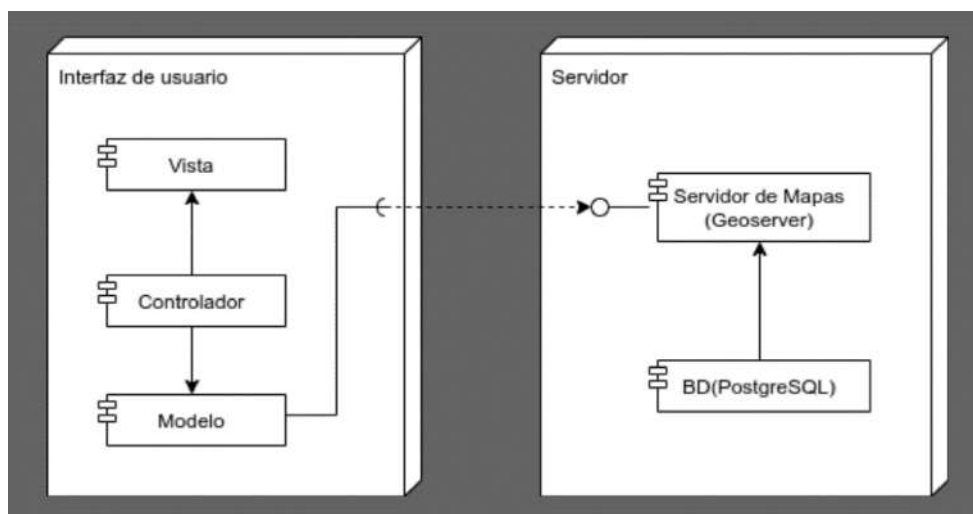 Interfaz de usuario
Vista
Controlador
Modelo
Servidor
Servidor de Mapas
(Geoserver)
BD(PostgreSQL)